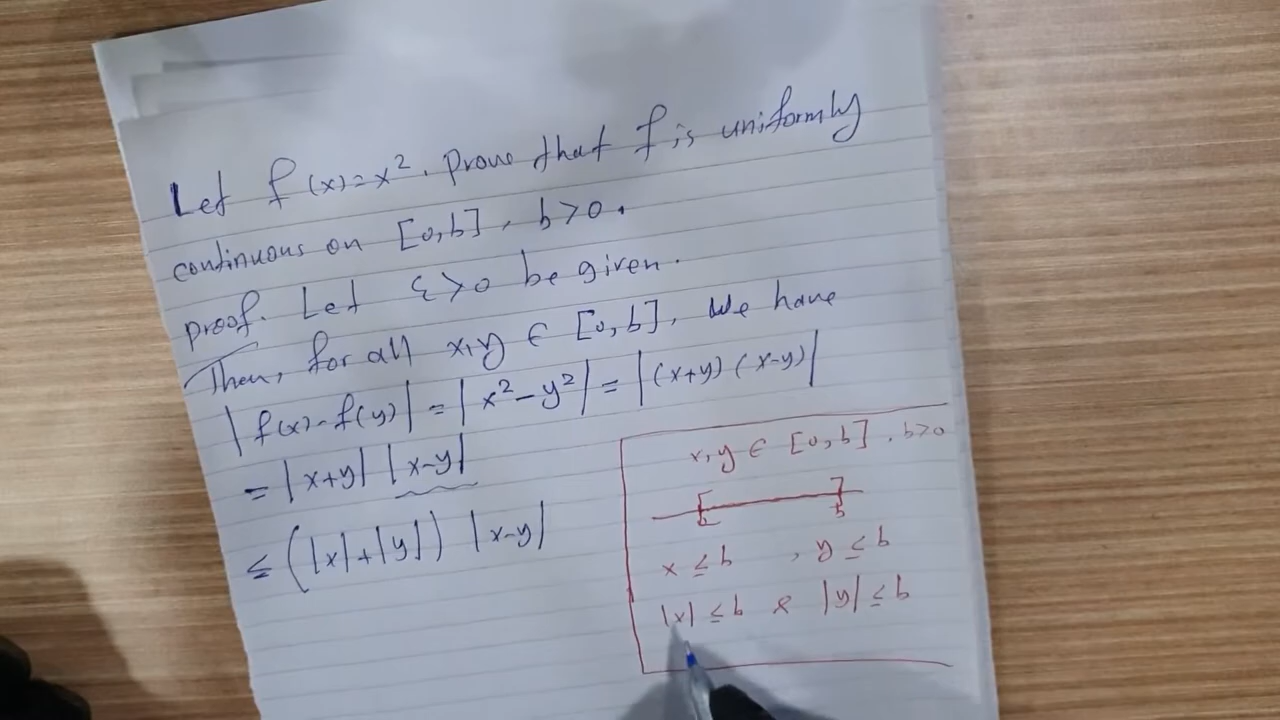 Let f(x)=x². Prove that f is uniformly
continuous on [0,b], b>0.
proof. Let ε>0 be given.
Then, for all x,y ∈ [0,b], We have
|f(x)-f(y)| = |x²-y²| = |(x+y)(x-y)|
= |x+y| |x-y|
≤ (|x|+|y|) |x-y|
x,y ∈ [0,b], b>0
x ≤ b, y ≤ b
|x| ≤ b & |y| ≤ b